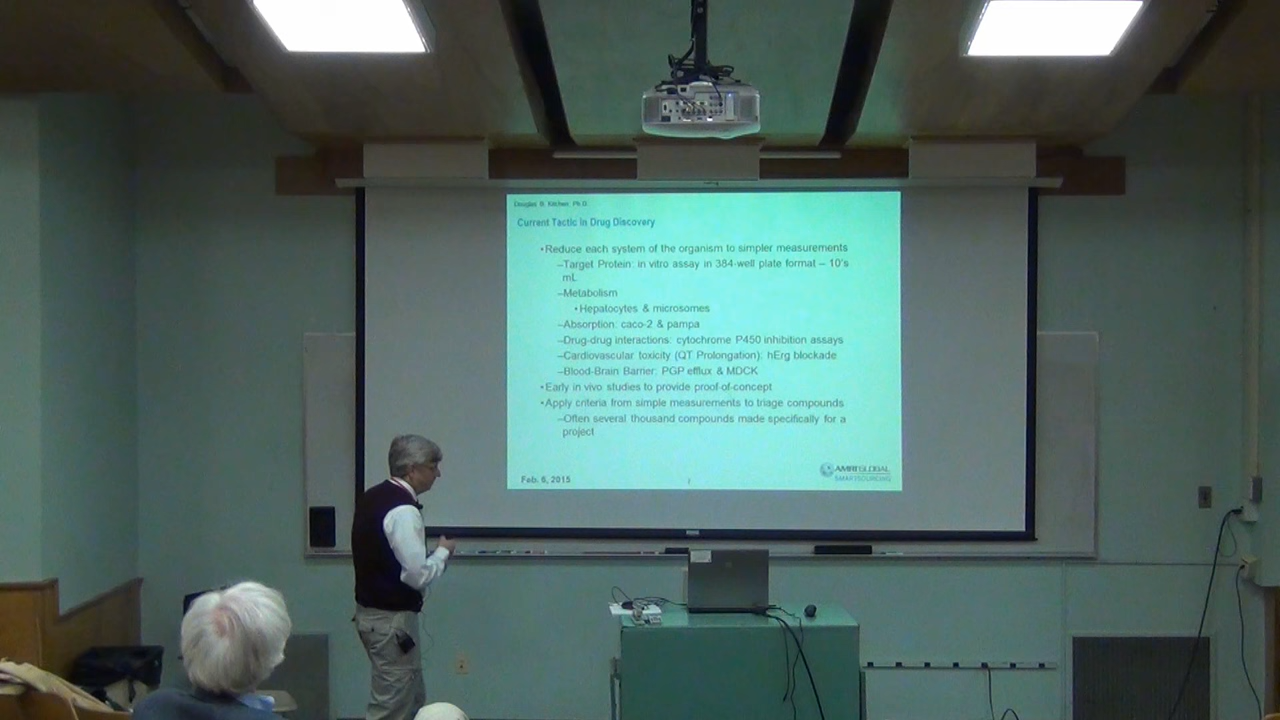 Douglas B. Kitchen, Ph.D.
Current Tactic in Drug Discovery
•Reduce each system of the organism to simpler measurements
–Target Protein: in vitro assay in 384-well plate format – 10's
mL
–Metabolism
•Hepatocytes & microsomes
–Absorption: caco-2 & pampa
–Drug-drug interactions: cytochrome P450 inhibition assays
–Cardiovascular toxicity (QT Prolongation): hErg blockade
–Blood-Brain Barrier: PGP efflux & MDCK
•Early in vivo studies to provide proof-of-concept
•Apply criteria from simple measurements to triage compounds
–Often several thousand compounds made specifically for a
project
AMRI GLOBAL
SMARTSOURCING
Feb. 6, 2015